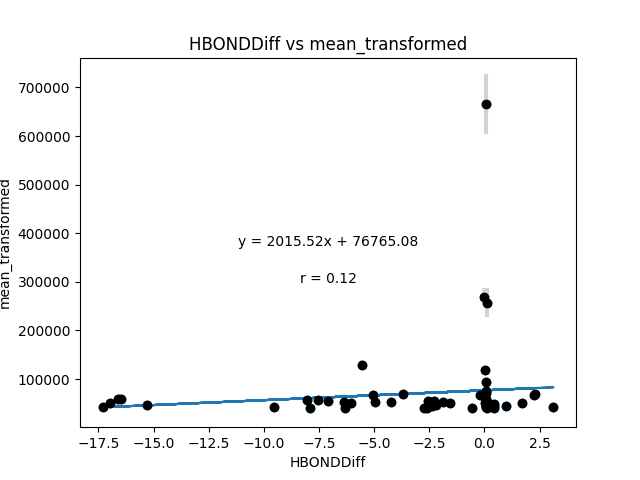 HBONDDiff vs mean_transformed
mean_transformed
700000
600000
500000
400000
300000
200000
100000
y = 2015.52x + 76765.08
r = 0.12
−17.5 −15.0 −12.5 −10.0 −7.5 −5.0 −2.5 0.0 2.5
HBONDDiff